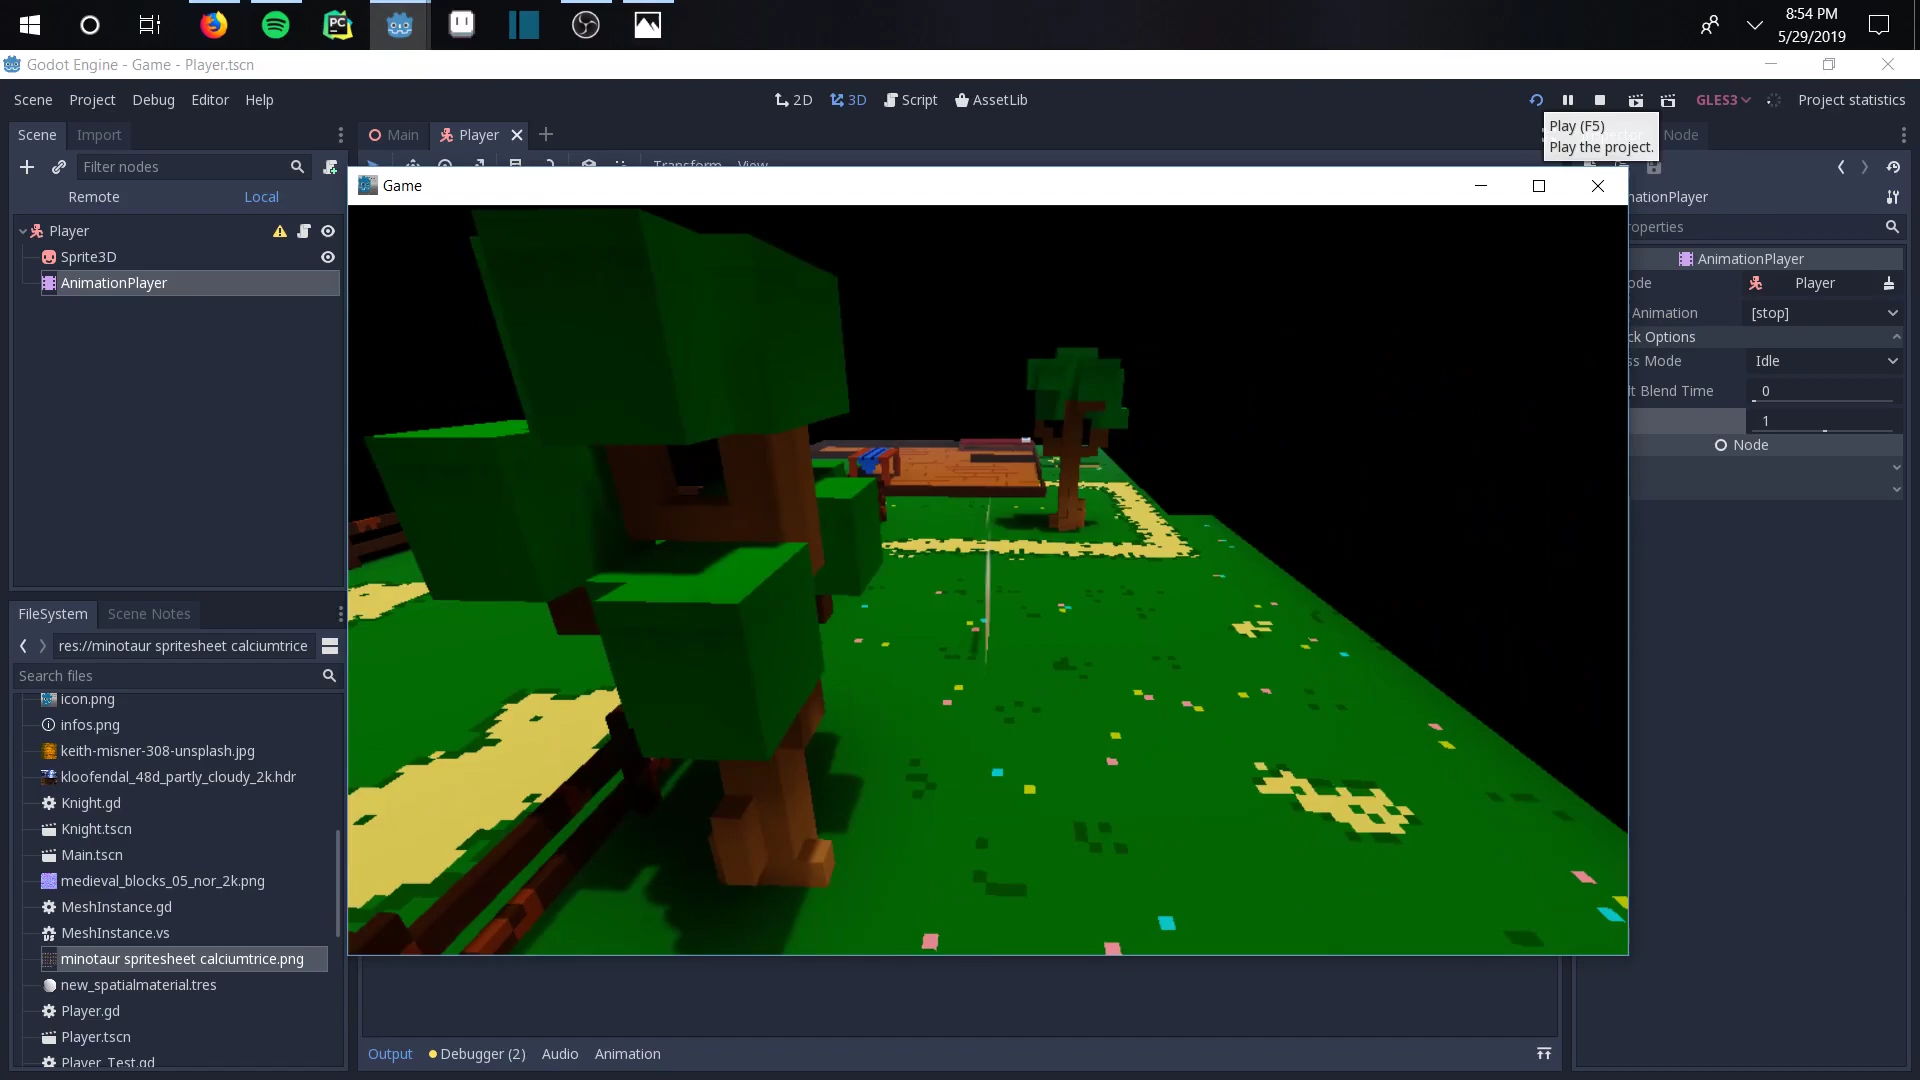 8:54 PM
5/29/2019
Godot Engine - Game - Player.tscn
Scene Project Debug Editor Help
2D 3D Script AssetLib
GLES3 Project statistics
Scene Import
Main Player
Play (F5)
Play the project.
Node
Filter nodes
Transform View
Remote Local
Game
nationPlayer
Player
roperties
Sprite3D
AnimationPlayer
AnimationPlayer
ode Player
Animation [stop]
ck Options
ss Mode Idle
lt Blend Time 0
1
Node
FileSystem Scene Notes
res://minotaur spritesheet calciumtrice
Search files
icon.png
infos.png
keith-misner-308-unsplash.jpg
kloofendal_48d_partly_cloudy_2k.hdr
Knight.gd
Knight.tscn
Main.tscn
medieval_blocks_05_nor_2k.png
MeshInstance.gd
MeshInstance.vs
minotaur spritesheet calciumtrice.png
new_spatialmaterial.tres
Player.gd
Player.tscn
Player_Test.gd
Output Debugger (2) Audio Animation